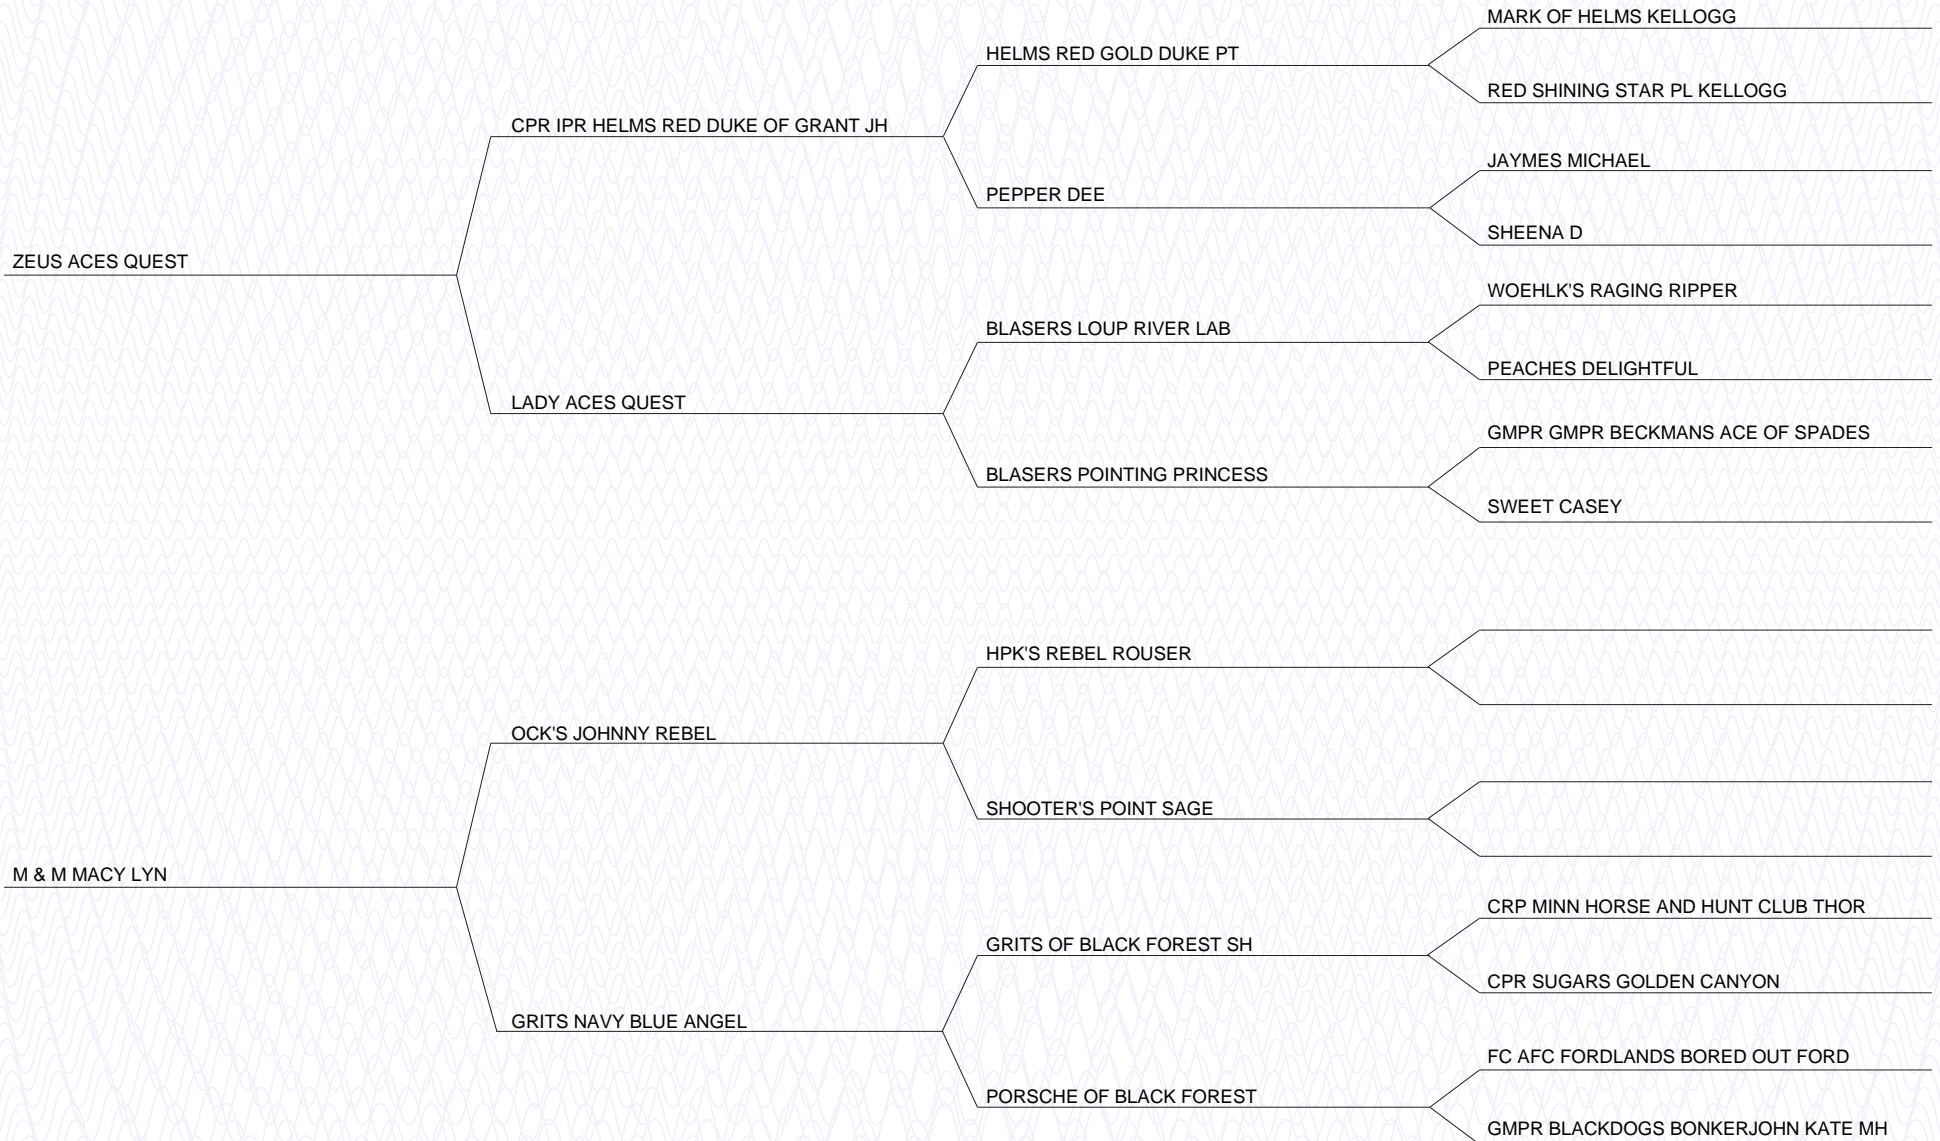 MARK OF HELMS KELLOGG
HELMS RED GOLD DUKE PT
RED SHINING STAR PL KELLOGG
CPR IPR HELMS RED DUKE OF GRANT JH
JAYMES MICHAEL
PEPPER DEE
SHEENA D
ZEUS ACES QUEST
WOEHLK'S RAGING RIPPER
BLASERS LOUP RIVER LAB
PEACHES DELIGHTFUL
LADY ACES QUEST
GMPR GMPR BECKMANS ACE OF SPADES
BLASERS POINTING PRINCESS
SWEET CASEY
HPK'S REBEL ROUSER
OCK'S JOHNNY REBEL
SHOOTER'S POINT SAGE
M & M MACY LYN
CRP MINN HORSE AND HUNT CLUB THOR
GRITS OF BLACK FOREST SH
CPR SUGARS GOLDEN CANYON
GRITS NAVY BLUE ANGEL
FC AFC FORDLANDS BORED OUT FORD
PORSCHE OF BLACK FOREST
GMPR BLACKDOGS BONKERJOHN KATE MH